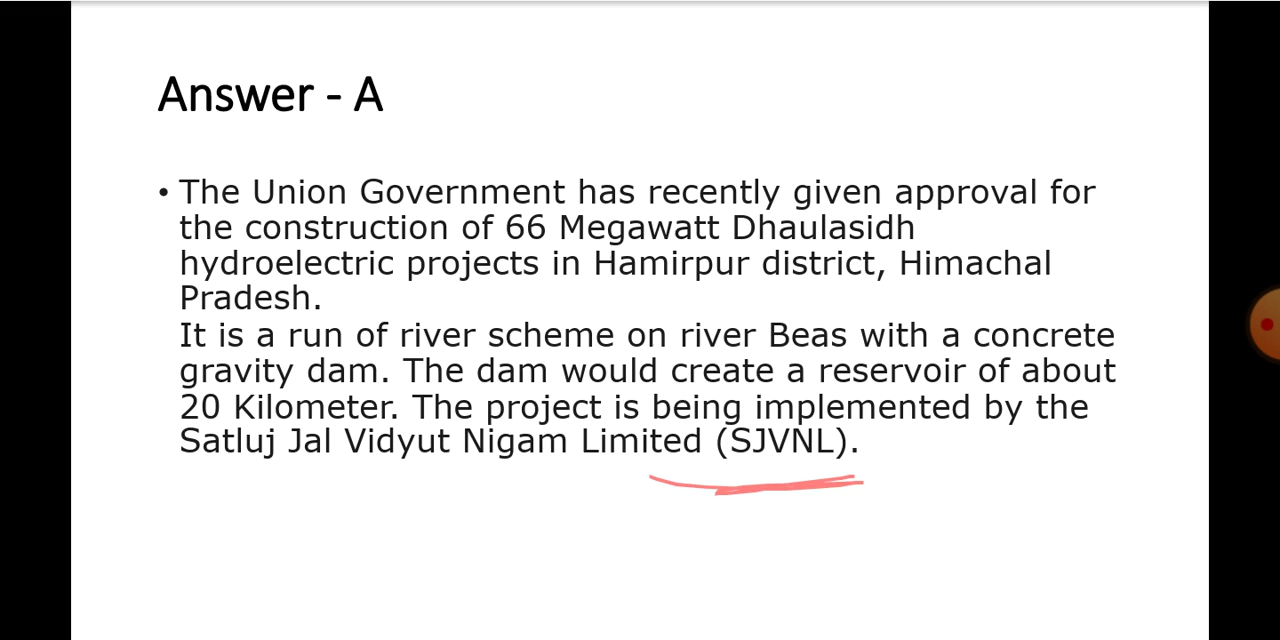 Answer - A
• The Union Government has recently given approval for
the construction of 66 Megawatt Dhaulasidh
hydroelectric projects in Hamirpur district, Himachal
Pradesh.
It is a run of river scheme on river Beas with a concrete
gravity dam. The dam would create a reservoir of about
20 Kilometer. The project is being implemented by the
Satluj Jal Vidyut Nigam Limited (SJVNL).